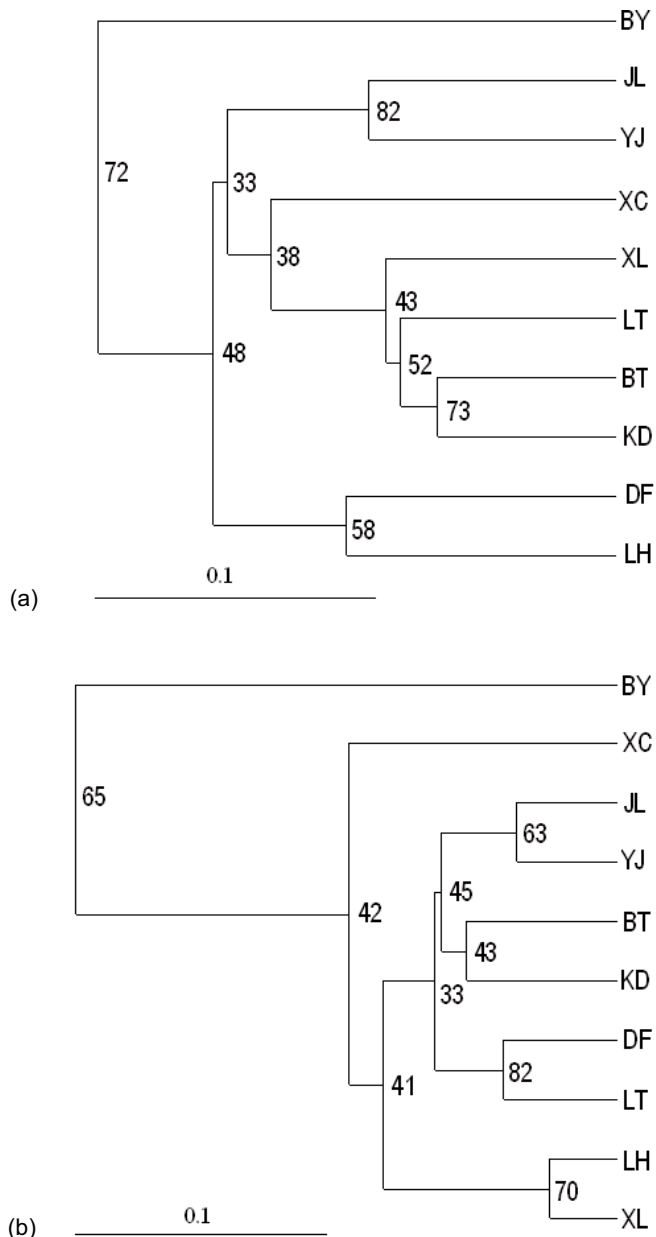 BY
JL
82
YJ
72
33
XC
38
XL
43
LT
48
52
BT
73
KD
DF
58
LH
0.1
(a)
BY
XC
65
JL
63
YJ
45
42
BT
43
KD
33
DF
82
41
LT
LH
70
XL
0.1
(b)